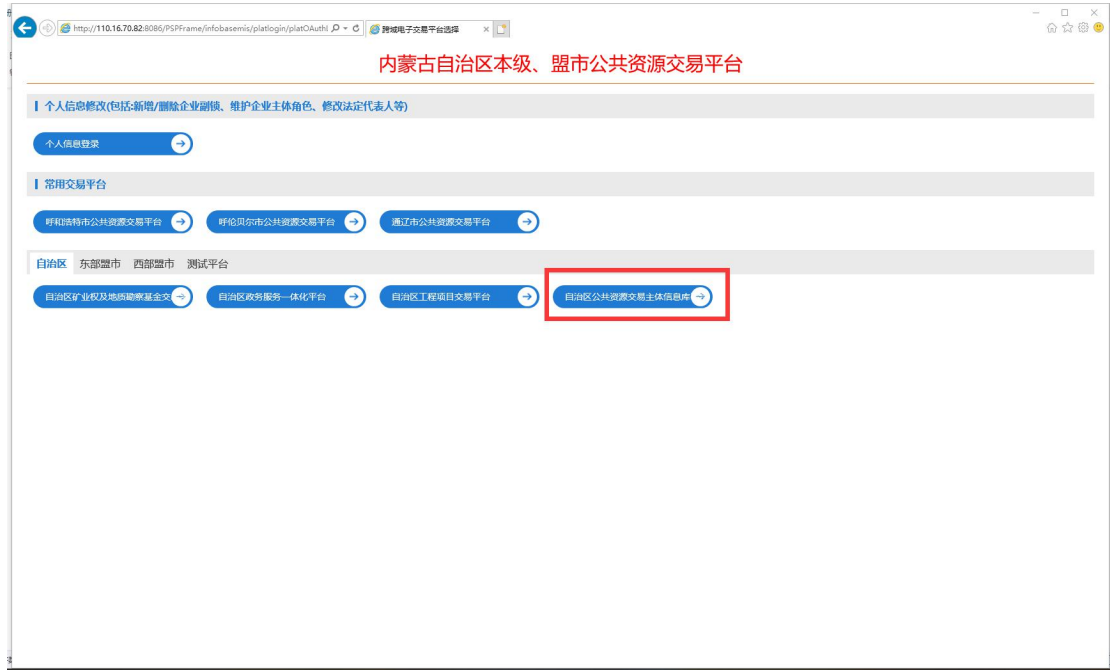 http://110.16.70.82:8086/PSPFrame/infobasemis/platlogin/platOAuthl
跨域电子交易平台选择
内蒙古自治区本级、盟市公共资源交易平台
个人信息修改(包括:新增/删除企业副锁、维护企业主体角色、修改法定代表人等)
个人信息登录
常用交易平台
呼和浩特市公共资源交易平台 呼伦贝尔市公共资源交易平台 通辽市公共资源交易平台
自治区 东部盟市 西部盟市 测试平台
自治区矿业权及地质勘察基金交 自治区政务服务一体化平台 自治区工程项目交易平台 自治区公共资源交易主体信息库